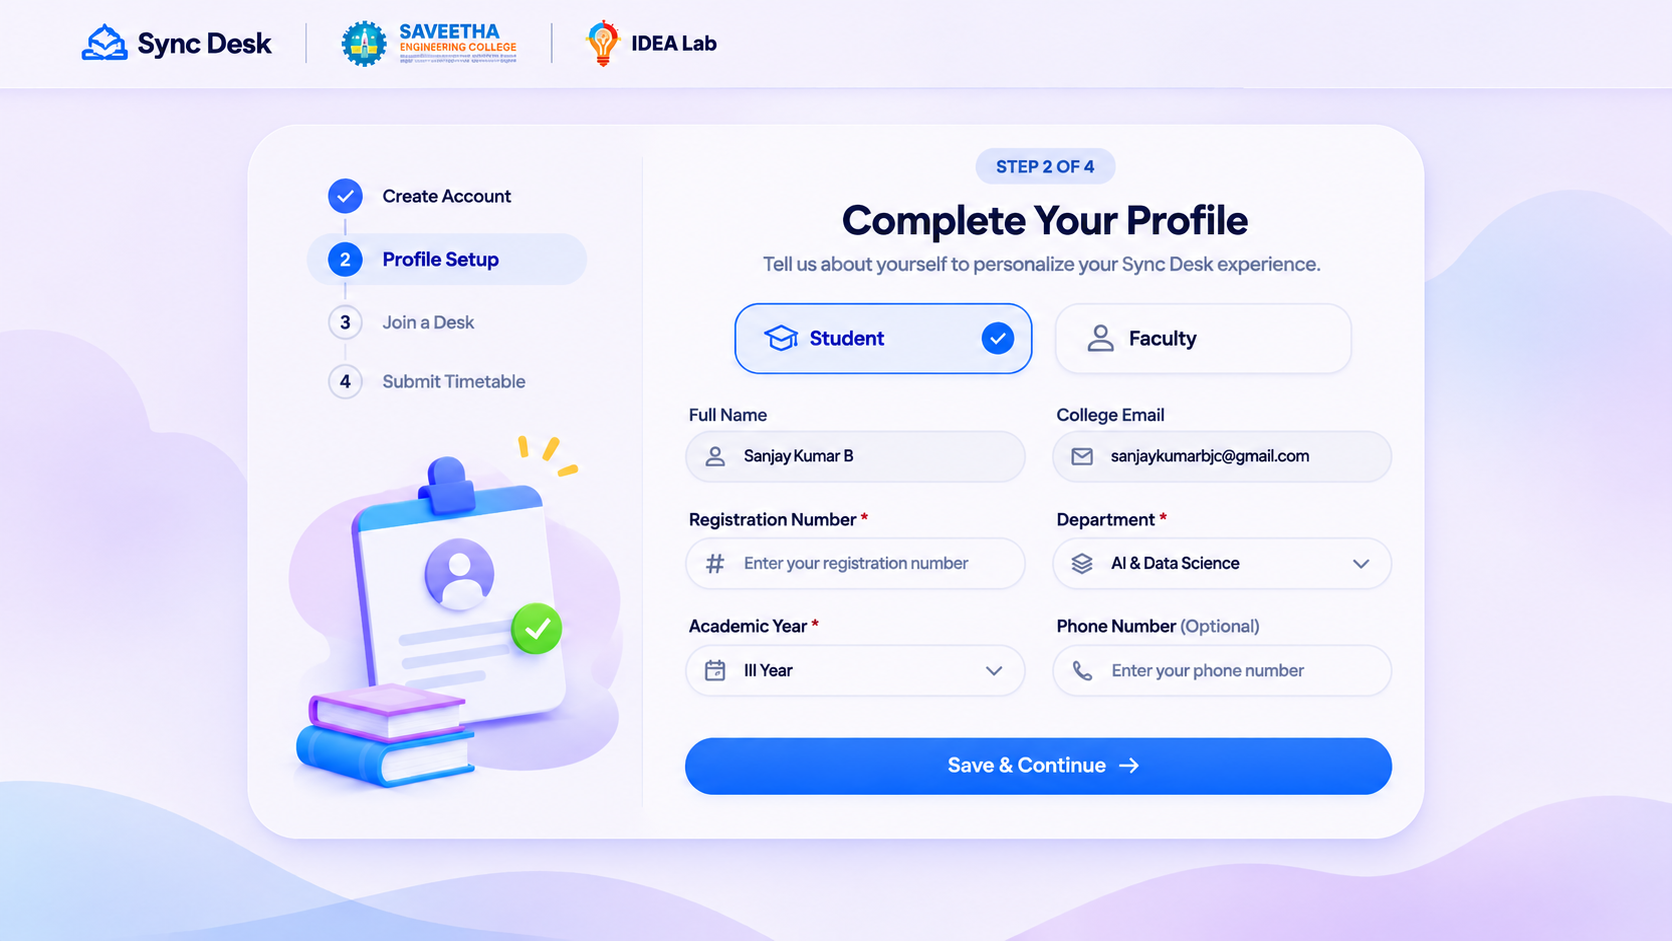 Sync Desk
SAVEETHA
ENGINEERING COLLEGE
IDEA Lab
Create Account
2 Profile Setup
3 Join a Desk
4 Submit Timetable
STEP 2 OF 4
Complete Your Profile
Tell us about yourself to personalize your Sync Desk experience.
Student
Faculty
Full Name
College Email
Sanjay Kumar B
sanjaykumarbjc@gmail.com
Registration Number *
Department *
# Enter your registration number
AI & Data Science
Academic Year *
Phone Number (Optional)
III Year
Enter your phone number
Save & Continue →